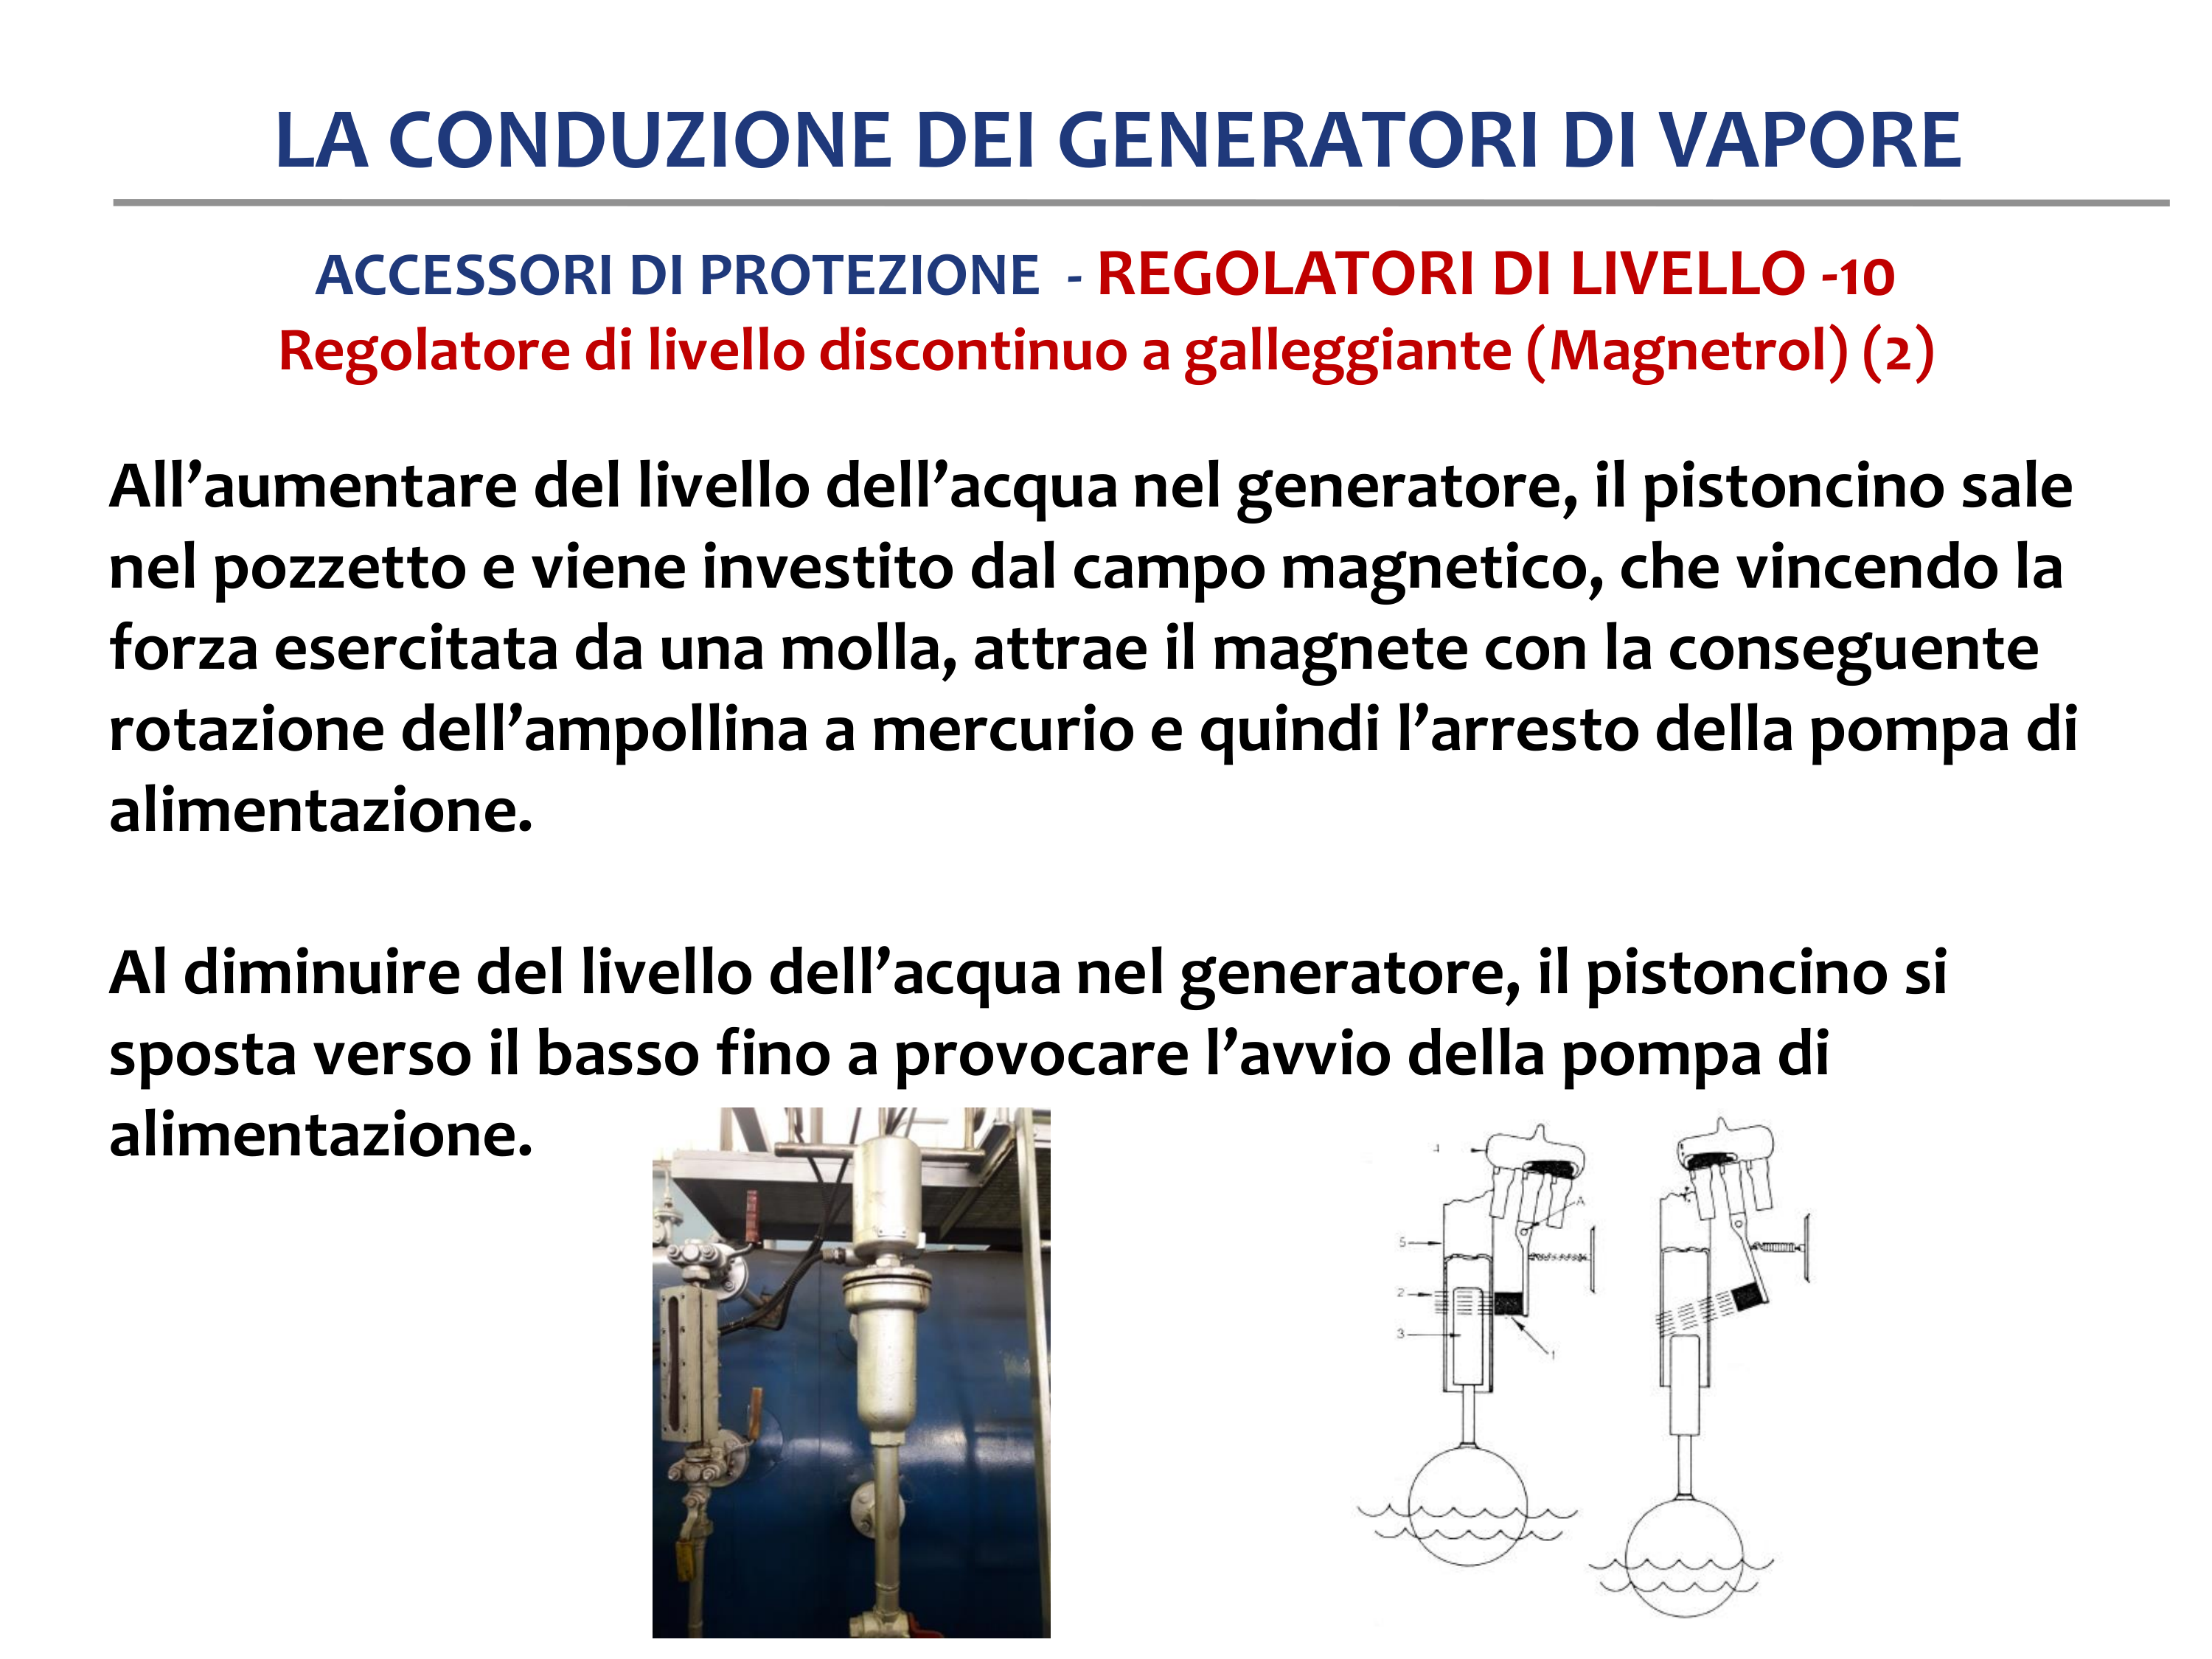 LA CONDUZIONE DEI GENERATORI DI VAPORE
ACCESSORI DI PROTEZIONE - REGOLATORI DI LIVELLO -10
Regolatore di livello discontinuo a galleggiante (Magnetrol) (2)
All’aumentare del livello dell’acqua nel generatore, il pistoncino sale
nel pozzetto e viene investito dal campo magnetico, che vincendo la
forza esercitata da una molla, attrae il magnete con la conseguente
rotazione dell’ampollina a mercurio e quindi l’arresto della pompa di
alimentazione.
Al diminuire del livello dell’acqua nel generatore, il pistoncino si
sposta verso il basso fino a provocare l’avvio della pompa di
alimentazione.
A
5
2
3
1